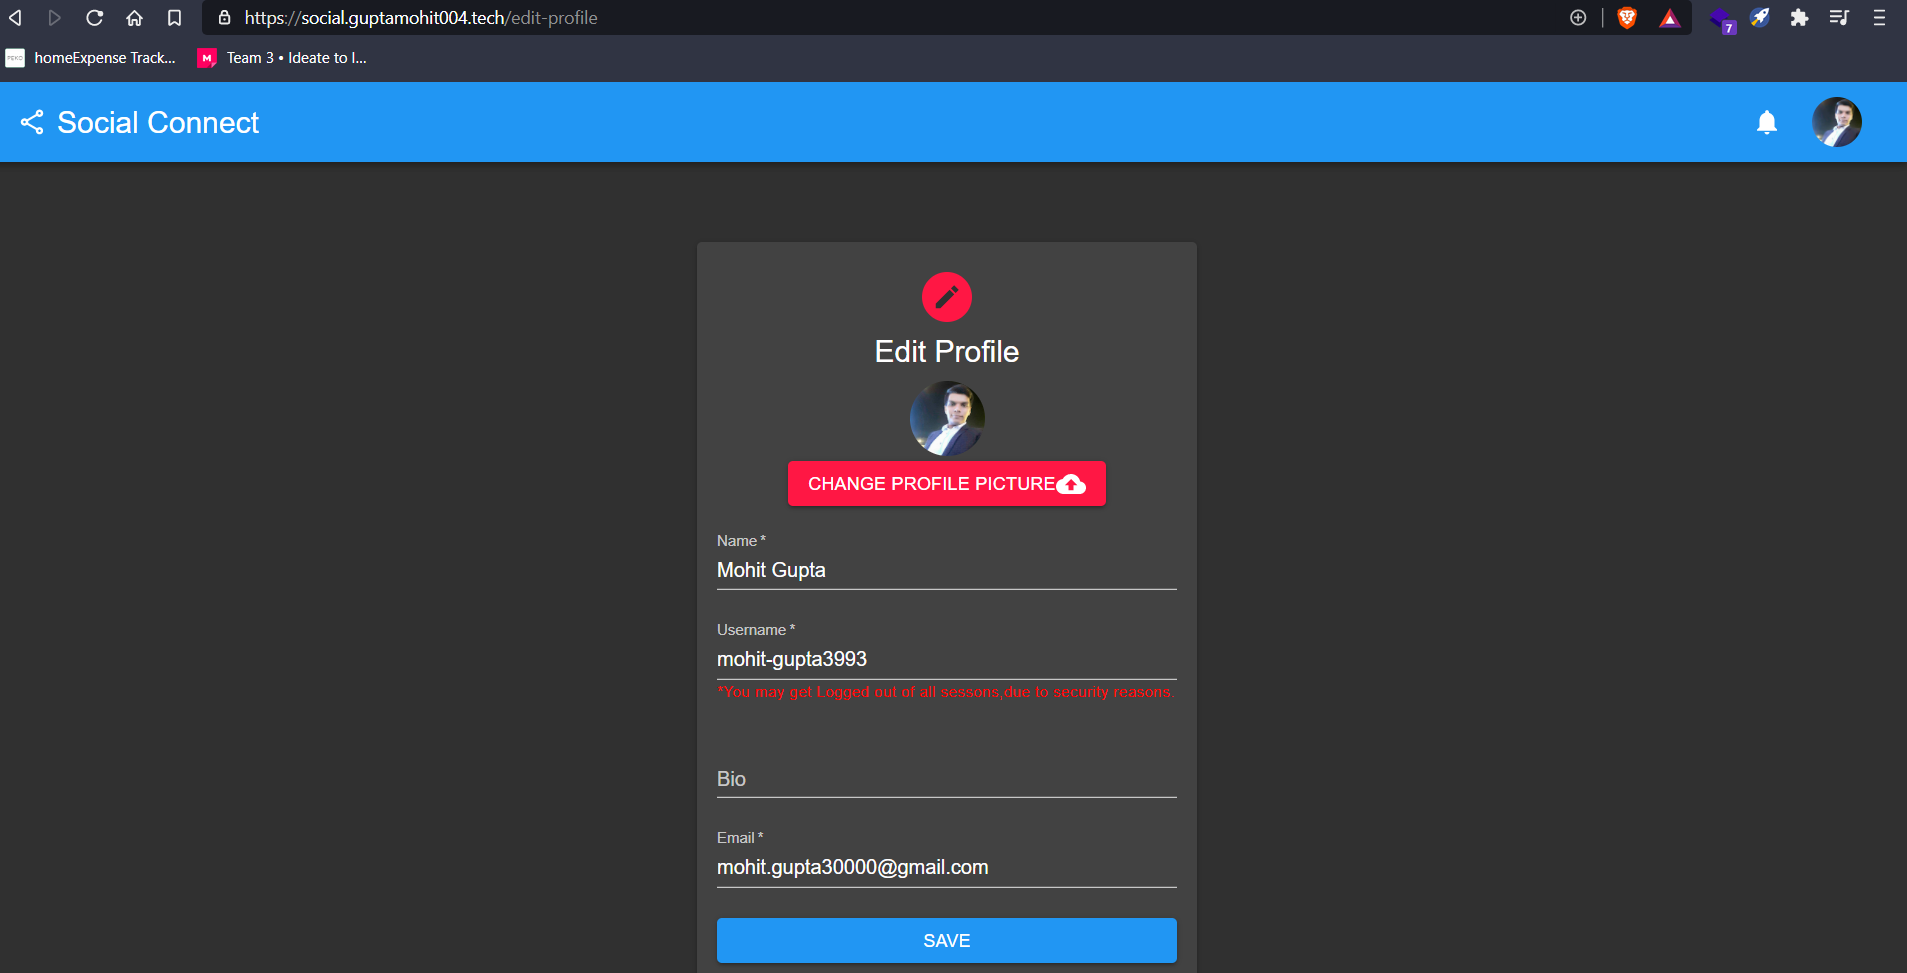 https://social.guptamohit004.tech/edit-profile
7
PEKO homeExpense Track... M Team 3 • Ideate to I...
Social Connect
Edit Profile
CHANGE PROFILE PICTURE
Name *
Mohit Gupta
Username *
mohit-gupta3993
*You may get Logged out of all sessons,due to security reasons.
Bio
Email *
mohit.gupta30000@gmail.com
SAVE